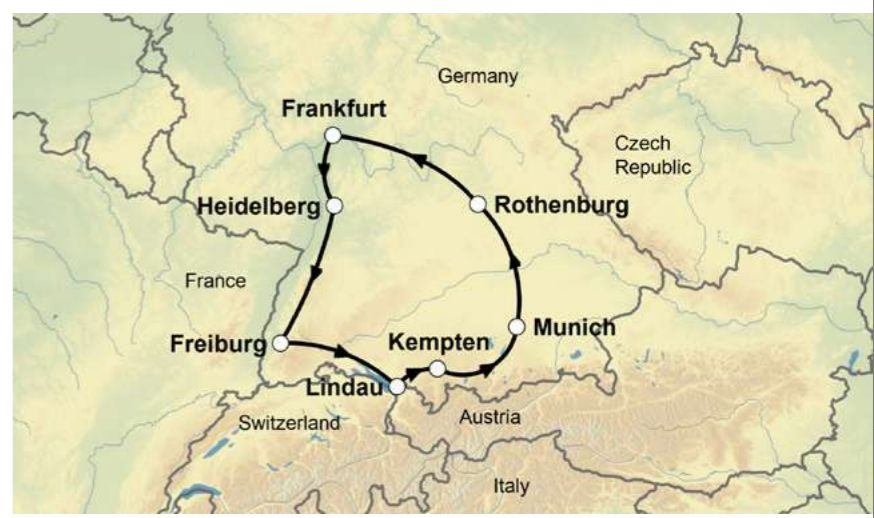 Germany
Frankfurt
Czech
Republic
Heidelberg
Rothenburg
France
Munich
Kempten
Freiburg
Lindau
Switzerland
Austria
Italy